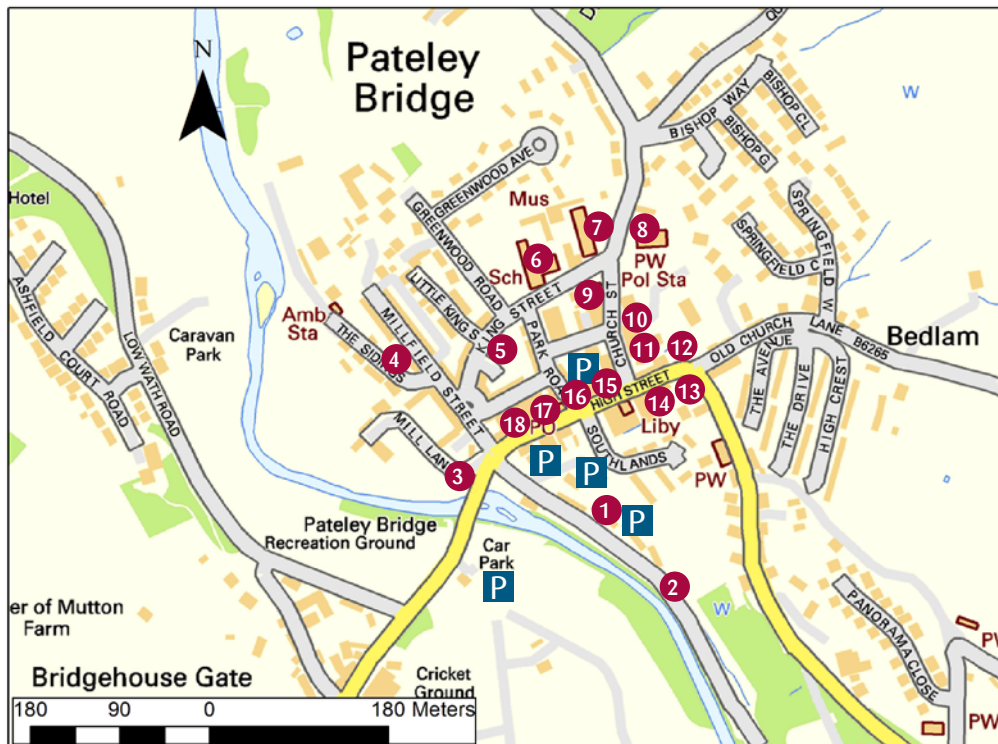 N
Pateley
Bridge
D
QU
BISHOP WAY
BISHOP CL
BISHOP G
Hotel
GREENWOOD AVE
GREENWOOD ROAD
Mus
7
8
PW
Pol Sta
6
Sch
W
SPRINGFIELD W
SPRINGFIELD C
9
KING STREET
LITTLE KING S
Amb
Sta
THE SIDINGS
4
MILLFIELD STREET
5
PARK ROAD
CHURCH ST
10
11
12
OLD CHURCH LANE
B6265
Bedlam
ASHFIELD COURT ROAD
LOW WATH ROAD
Caravan
Park
THE AVENUE
THE DRIVE
HIGH CREST
P
15
16
17
18
PO
HIGH STREET
14
13
Liby
SOUTHLANDS
P
P
PW
MILL LANE
3
1
P
Pateley Bridge
Recreation Ground
Car
Park
P
2
W
er of Mutton
Farm
PANORAMA CLOSE
PW
PW
Bridgehouse Gate
Cricket
Ground
180 90 0 180 Meters